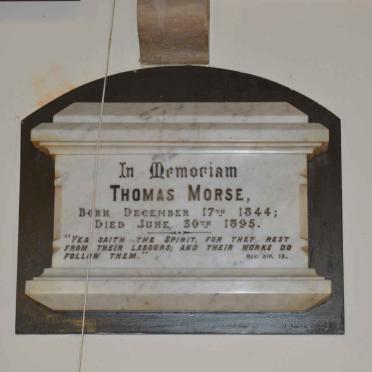 In Memoriam
THOMAS MORSE,
BORN DECEMBER 17TH 1844;
DIED JUNE 30TH 1895.
"YEA SAITH THE SPIRIT, FOR THEY REST
FROM THEIR LABOURS; AND THEIR WORKS DO
FOLLOW THEM." REV. XIV, 13.